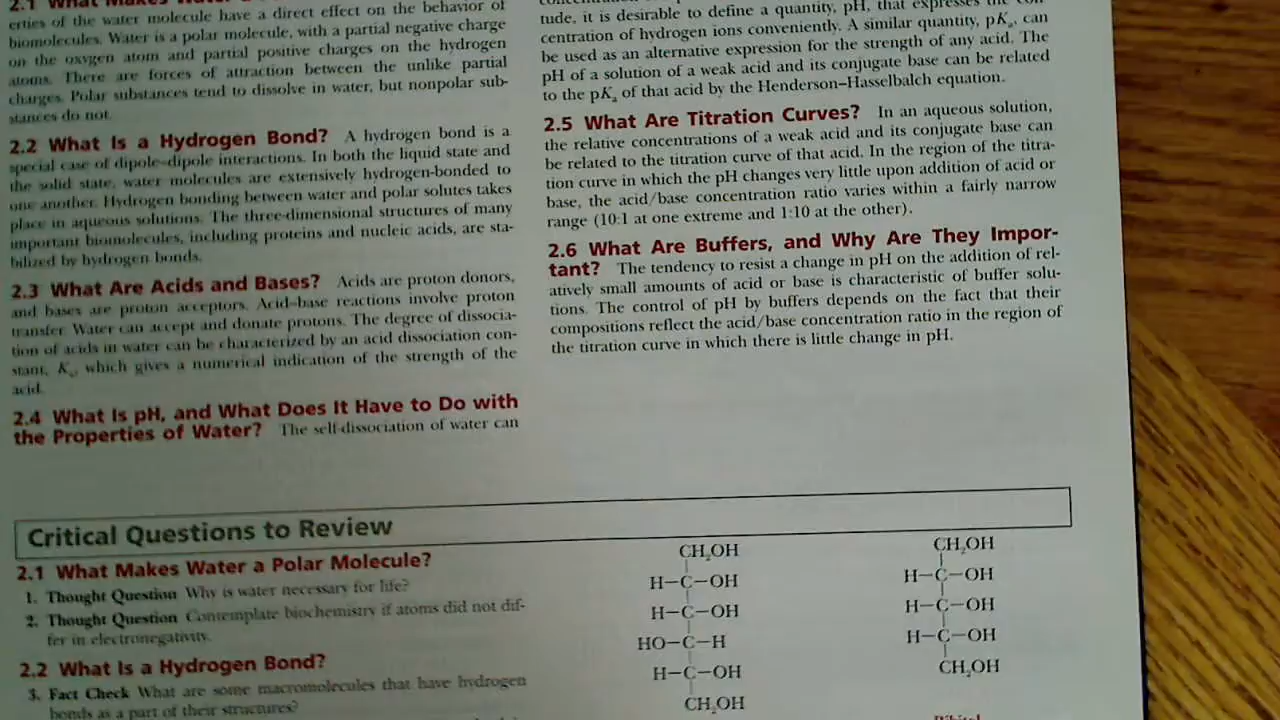 2.1 What Makes Water a
erties of the water molecule have a direct effect on the behavior of
biomolecules. Water is a polar molecule, with a partial negative charge
on the oxygen atom and partial positive charges on the hydrogen
atoms. There are forces of attraction between the unlike partial
charges. Polar substances tend to dissolve in water, but nonpolar sub-
stances do not.
2.2 What Is a Hydrogen Bond? A hydrogen bond is a
special case of dipole–dipole interactions. In both the liquid state and
the solid state, water molecules are extensively hydrogen-bonded to
one another. Hydrogen bonding between water and polar solutes takes
place in aqueous solutions. The three-dimensional structures of many
important biomolecules, including proteins and nucleic acids, are sta-
bilized by hydrogen bonds.
2.3 What Are Acids and Bases? Acids are proton donors,
and bases are proton acceptors. Acid–base reactions involve proton
transfer. Water can accept and donate protons. The degree of dissocia-
tion of acids in water can be characterized by an acid dissociation con-
stant, Kₐ, which gives a numerical indication of the strength of the
acid.
2.4 What Is pH, and What Does It Have to Do with
the Properties of Water? The self-dissociation of water can
tude, it is desirable to define a quantity, pH, that expresses the con-
centration of hydrogen ions conveniently. A similar quantity, pKₐ, can
be used as an alternative expression for the strength of any acid. The
pH of a solution of a weak acid and its conjugate base can be related
to the pKₐ of that acid by the Henderson–Hasselbalch equation.
2.5 What Are Titration Curves? In an aqueous solution,
the relative concentrations of a weak acid and its conjugate base can
be related to the titration curve of that acid. In the region of the titra-
tion curve in which the pH changes very little upon addition of acid or
base, the acid/base concentration ratio varies within a fairly narrow
range (10:1 at one extreme and 1:10 at the other).
2.6 What Are Buffers, and Why Are They Impor-
tant? The tendency to resist a change in pH on the addition of rel-
atively small amounts of acid or base is characteristic of buffer solu-
tions. The control of pH by buffers depends on the fact that their
compositions reflect the acid/base concentration ratio in the region of
the titration curve in which there is little change in pH.
Critical Questions to Review
2.1 What Makes Water a Polar Molecule?
1. Thought Question Why is water necessary for life?
2. Thought Question Contemplate biochemistry if atoms did not dif-
fer in electronegativity.
2.2 What Is a Hydrogen Bond?
3. Fact Check What are some macromolecules that have hydrogen
bonds as a part of their structures?
CH₂OH
H—C—OH
H—C—OH
HO—C—H
H—C—OH
CH₂OH
CH₂OH
H—C—OH
H—C—OH
H—C—OH
CH₂OH